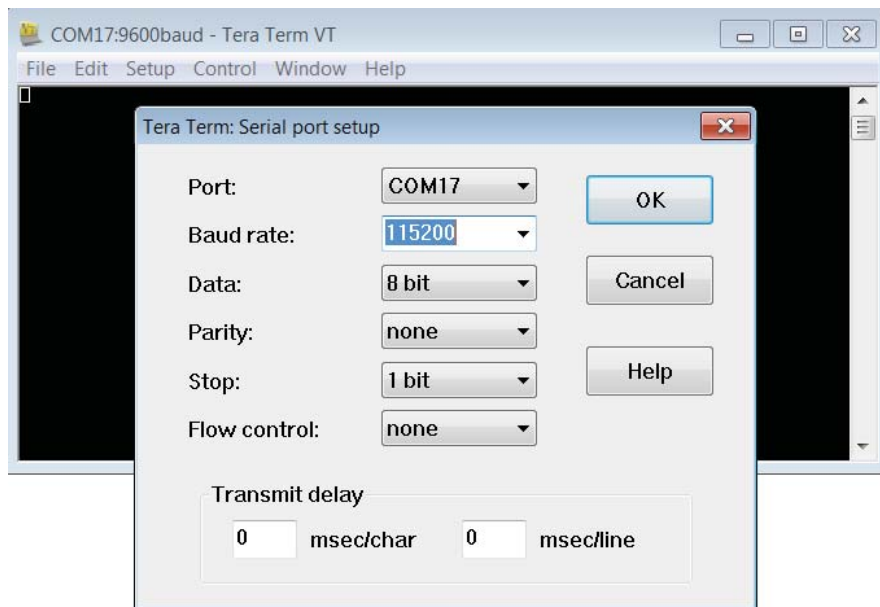 COM17:9600baud - Tera Term VT
File Edit Setup Control Window Help
Tera Term: Serial port setup
Port: COM17
OK
Baud rate: 115200
Data: 8 bit
Cancel
Parity: none
Stop: 1 bit
Help
Flow control: none
Transmit delay
0 msec/char 0 msec/line